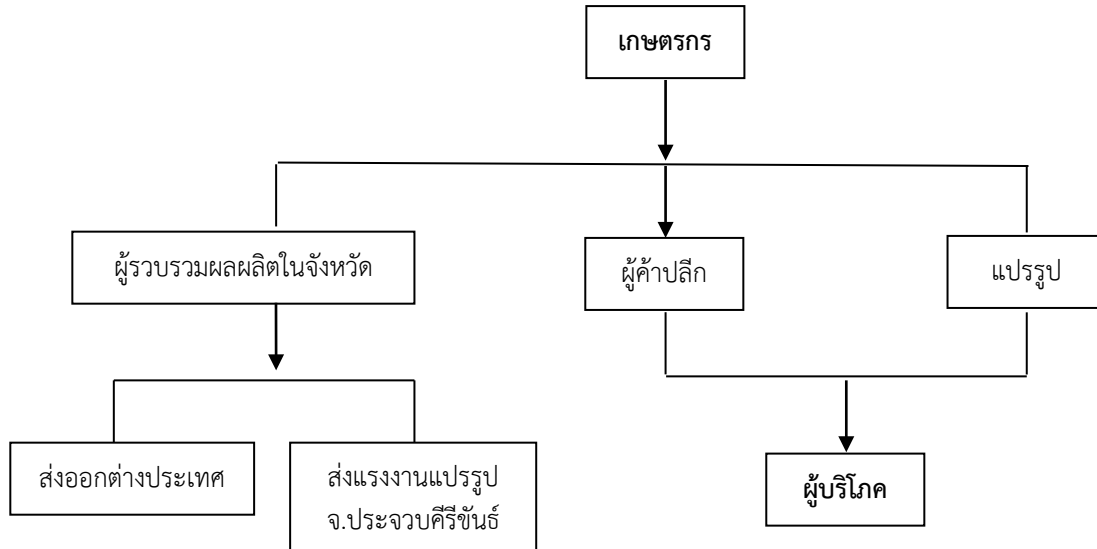 เกษตรกร
ผู้รวบรวมผลผลิตในจังหวัด
ผู้ค้าปลีก
แปรรูป
ส่งออกต่างประเทศ
ส่งแรงงานแปรรูป
จ.ประจวบคีรีขันธ์
ผู้บริโภค